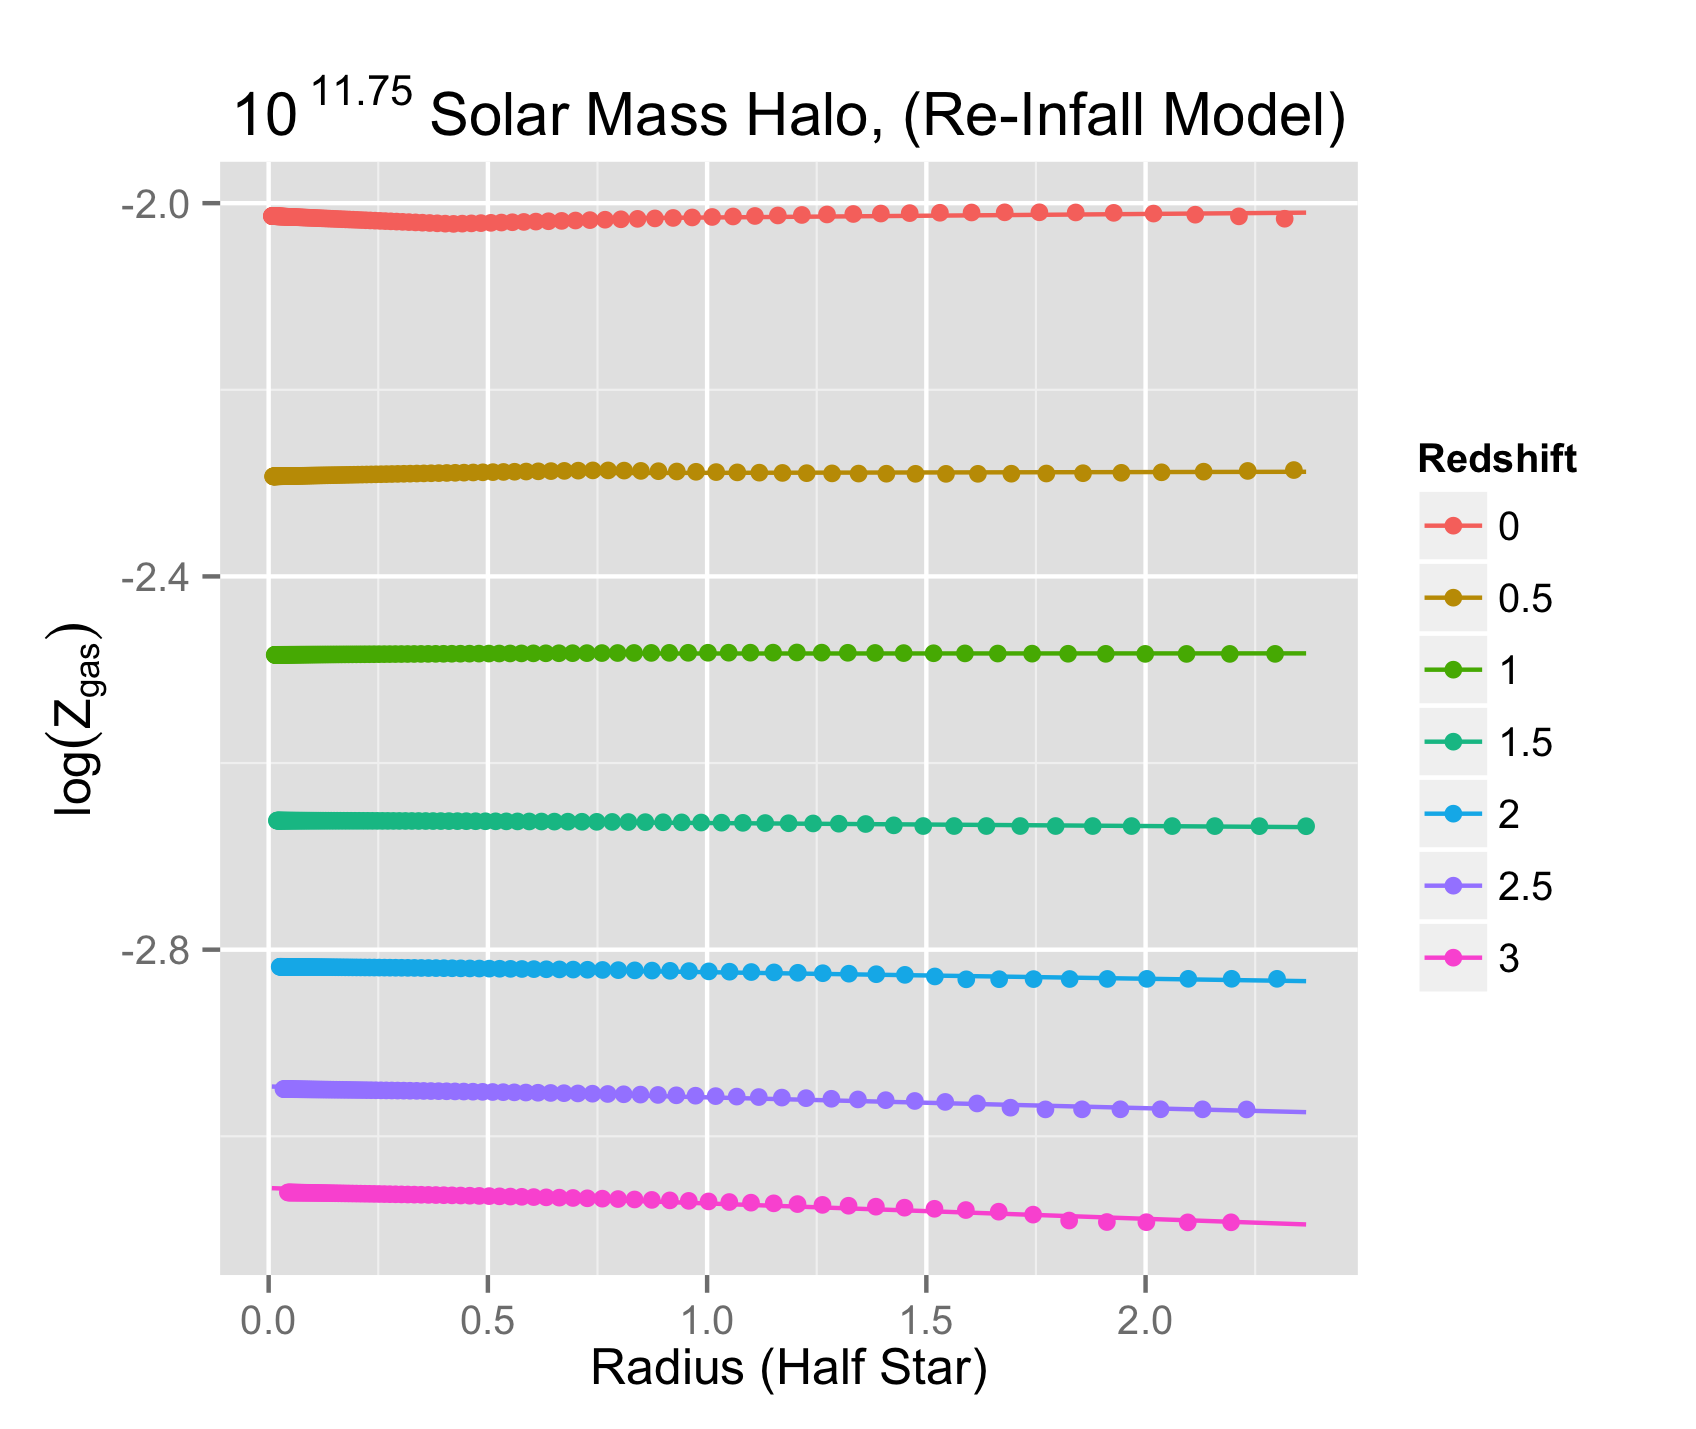 10 11.75 Solar Mass Halo, (Re-Infall Model)
-2.0
-2.4
-2.8
log(Zgas)
0.0 0.5 1.0 1.5 2.0
Radius (Half Star)
Redshift
0
0.5
1
1.5
2
2.5
3